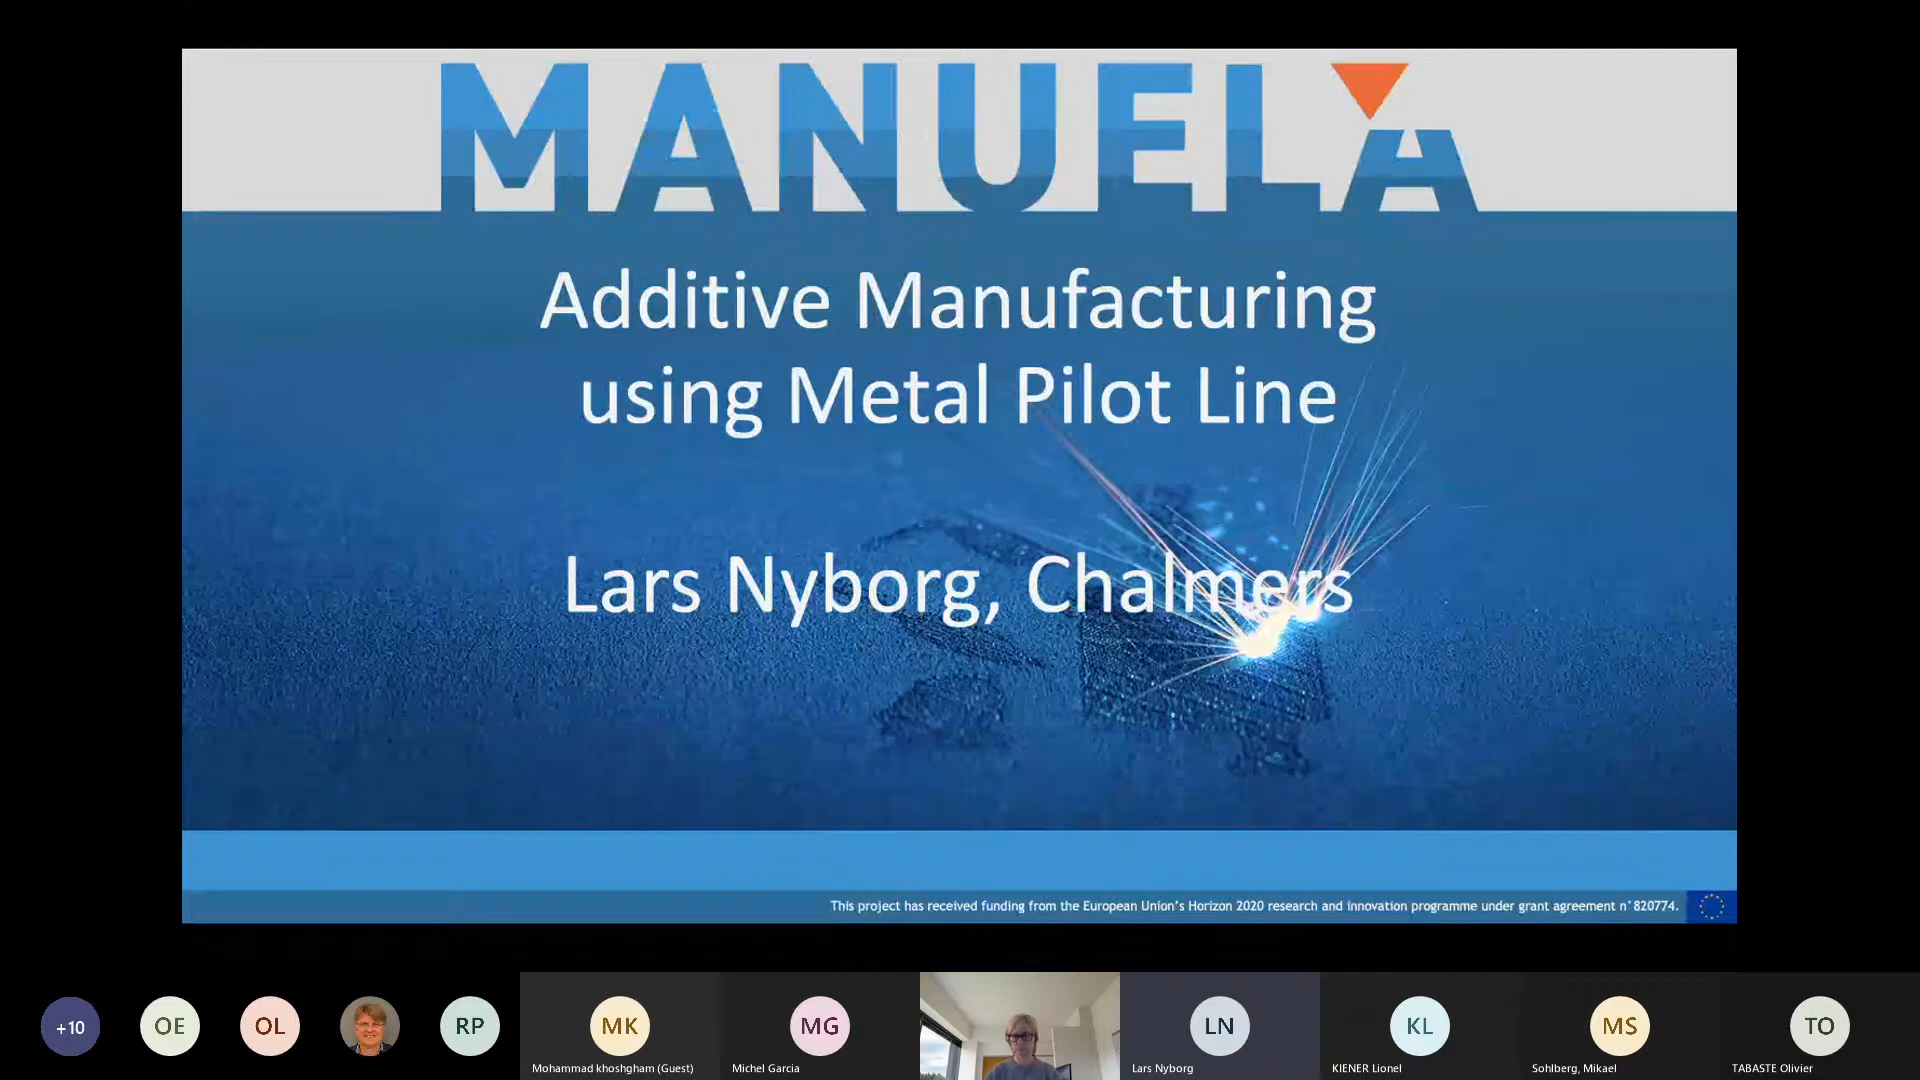 MANUELA
Additive Manufacturing
using Metal Pilot Line
Lars Nyborg, Chalmers
This project has received funding from the European Union's Horizon 2020 research and innovation programme under grant agreement n°820774.
+10
OE
OL
RP
MK
MG
LN
KL
MS
TO
Mohammad khoshgham (Guest)
Michel Garcia
Lars Nyborg
KIENER Lionel
Sohlberg, Mikael
TABASTE Olivier